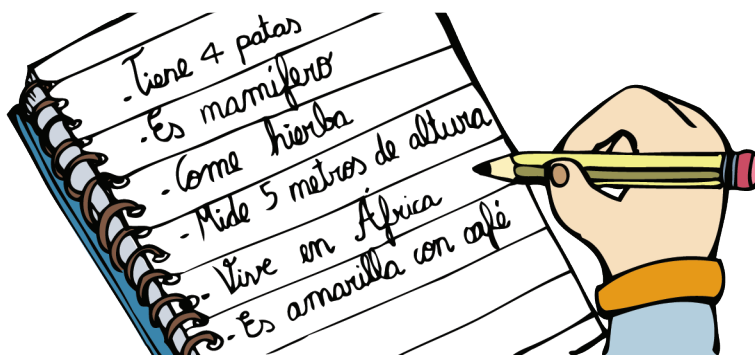 -Tiene 4 patas
-Es mamífero
-Come hierba
-Mide 5 metros de altura
-Vive en África
-Es amarilla con café